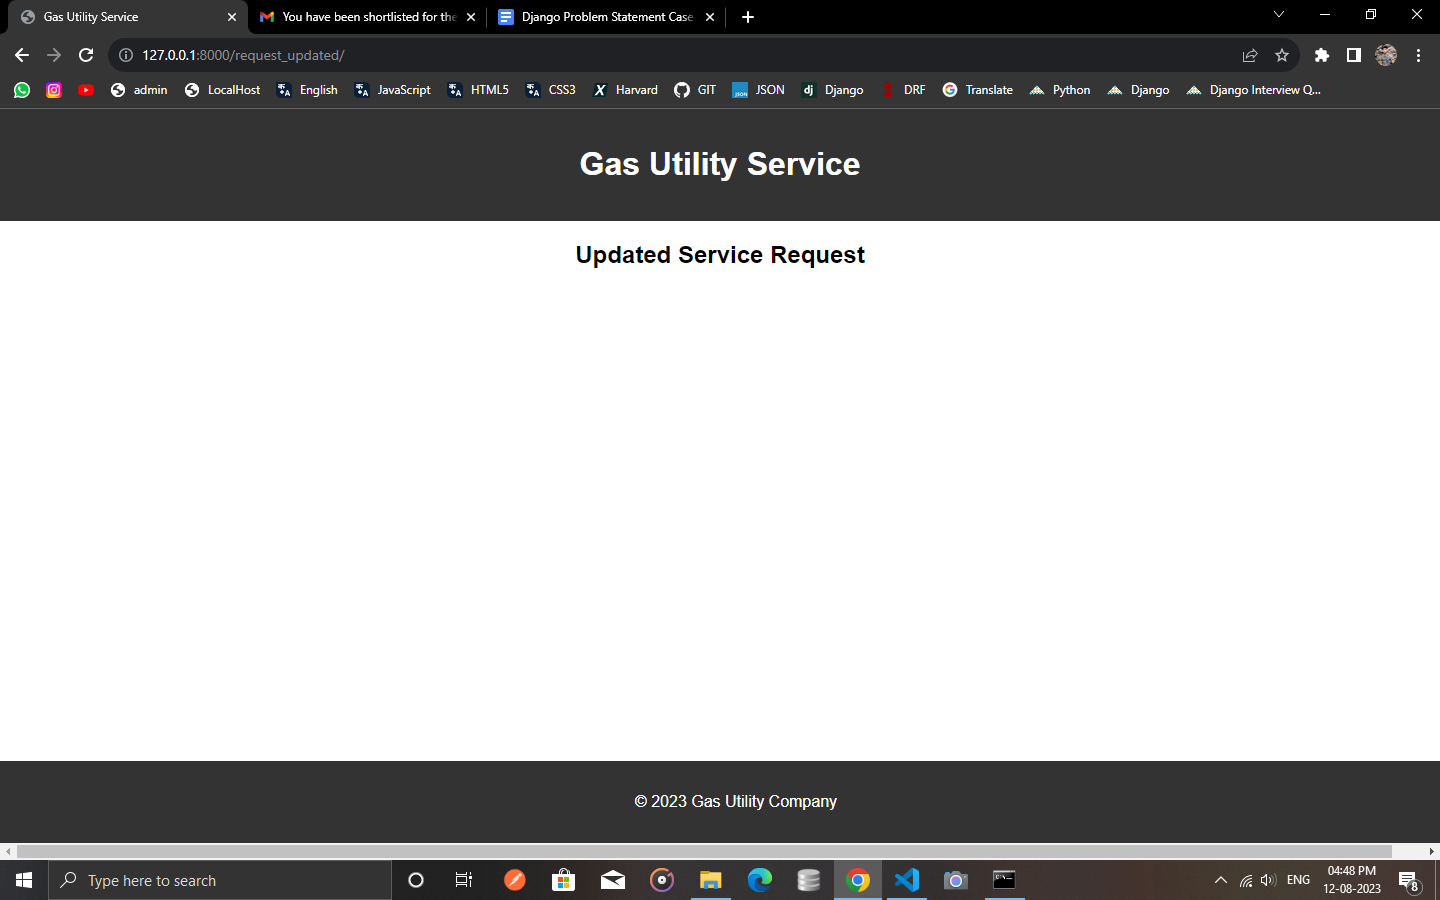 Gas Utility Service
You have been shortlisted for the
Django Problem Statement Case
127.0.0.1:8000/request_updated/
admin
LocalHost
English
JavaScript
HTML5
CSS3
Harvard
GIT
JSON
Django
DRF
Translate
Python
Django
Django Interview Q...
Gas Utility Service
Updated Service Request
© 2023 Gas Utility Company
Type here to search
ENG
04:48 PM
12-08-2023
8